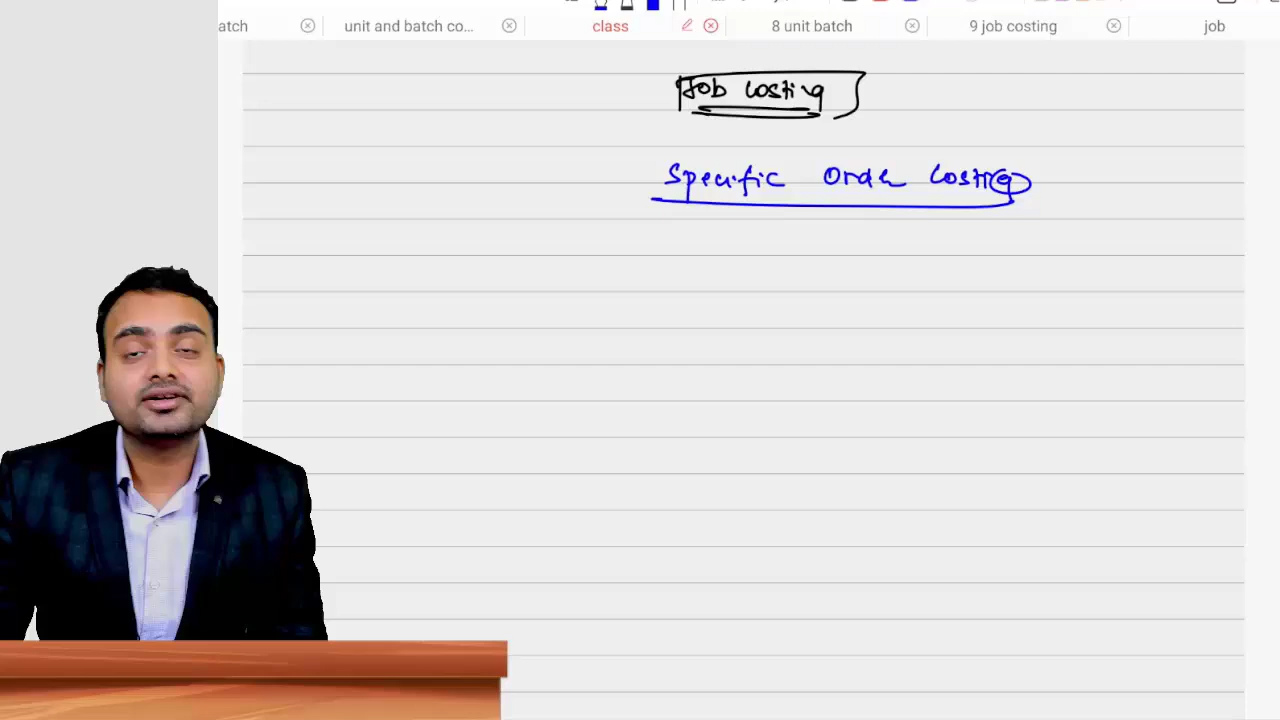 atch unit and batch co... class 8 unit batch 9 job costing job
Job Costing
Specific Order Costing